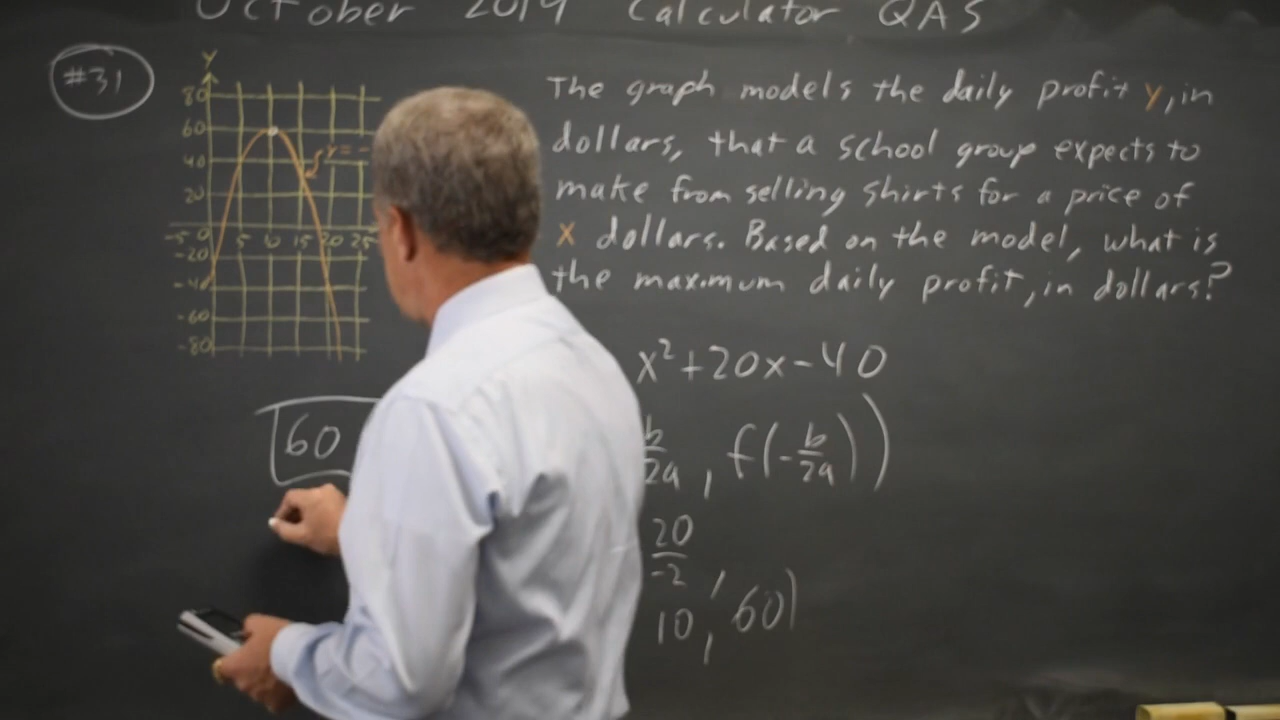 October 2019 Calculator QAS
#31
The graph models the daily profit y, in
dollars, that a school group expects to
make from selling shirts for a price of
x dollars. Based on the model, what is
the maximum daily profit, in dollars?
y
80
60
y = -
40
20
-5 0 5 10 15 20 25
-20
-40
-60
-80
x²+20x-40
b/2a, f(-b/2a))
60
20/-2,
10, 60)